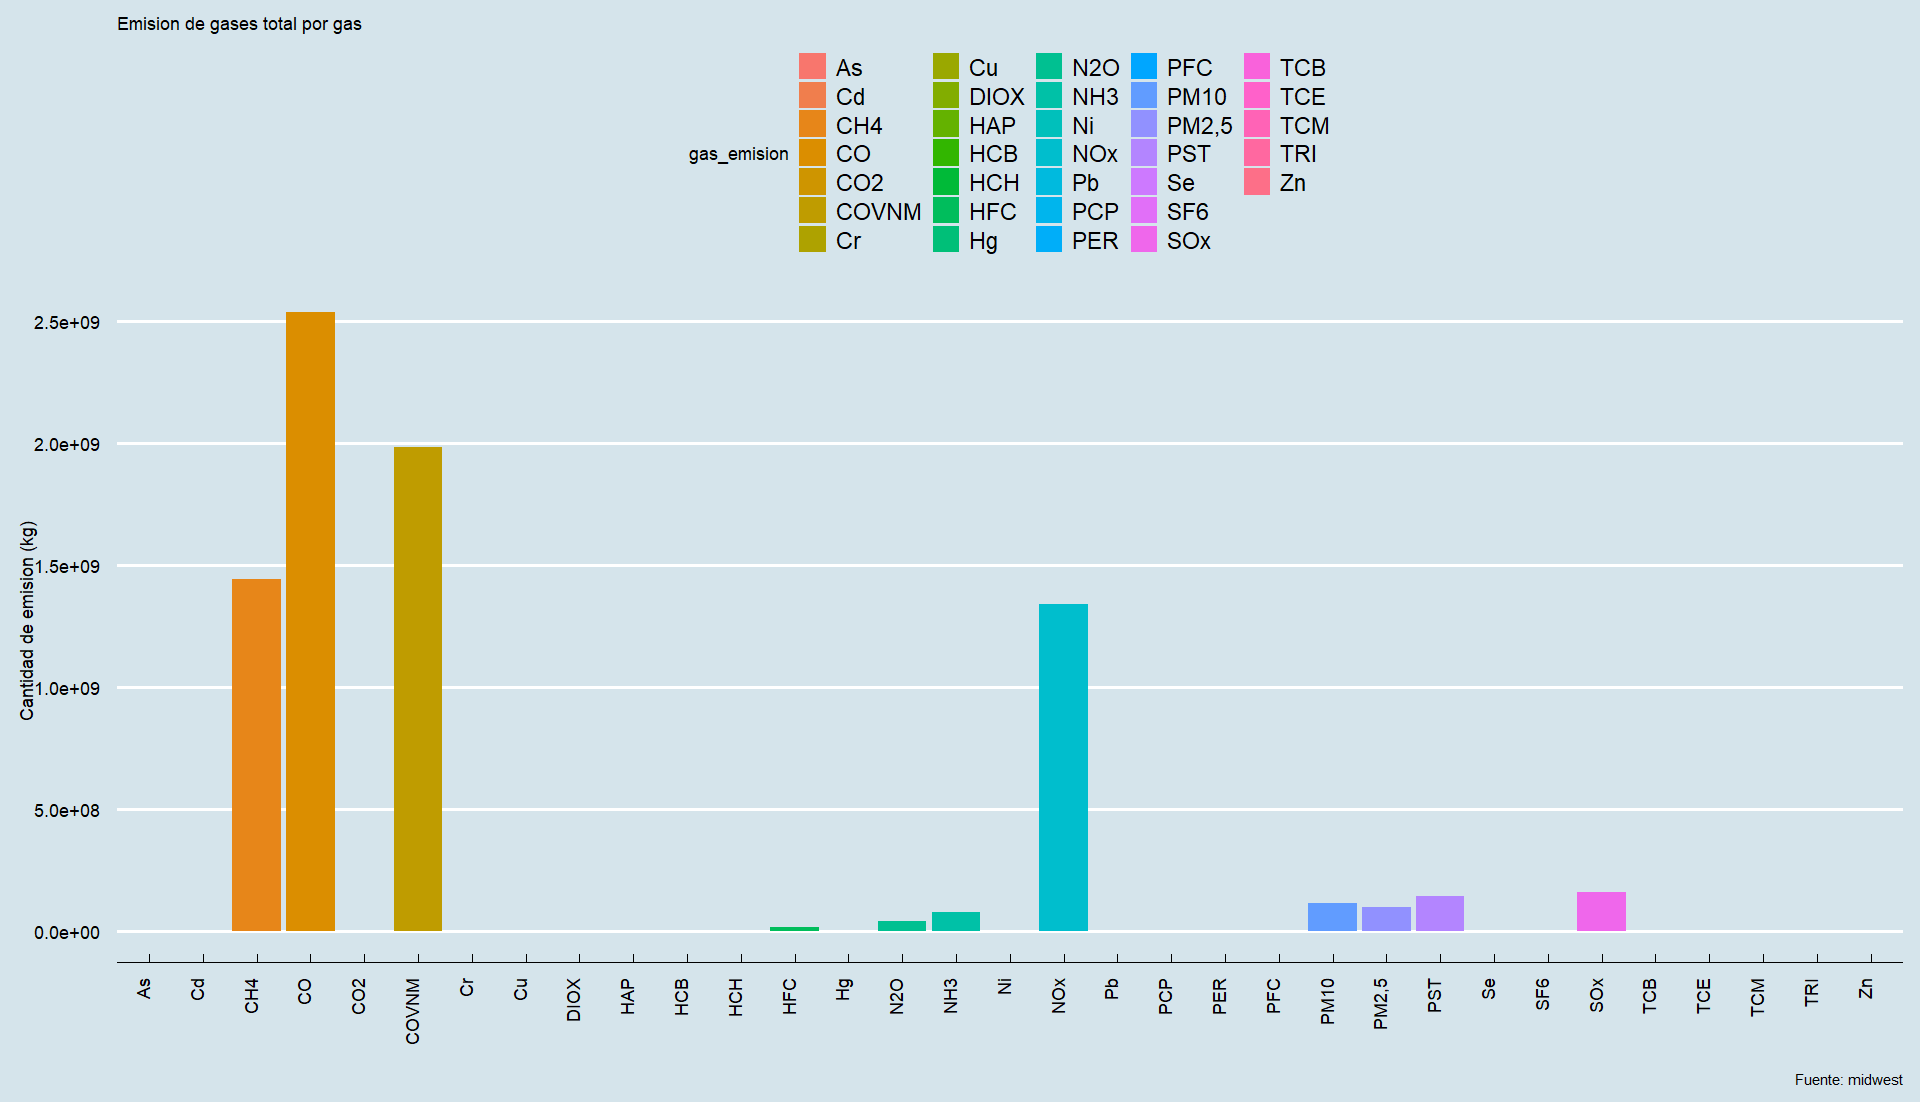 Emision de gases total por gas
gas_emision
As
Cd
CH4
CO
CO2
COVNM
Cr
Cu
DIOX
HAP
HCB
HCH
HFC
Hg
N2O
NH3
Ni
NOx
Pb
PCP
PER
PFC
PM10
PM2,5
PST
Se
SF6
SOx
TCB
TCE
TCM
TRI
Zn
Cantidad de emision (kg)
2.5e+09
2.0e+09
1.5e+09
1.0e+09
5.0e+08
0.0e+00
As
Cd
CH4
CO
CO2
COVNM
Cr
Cu
DIOX
HAP
HCB
HCH
HFC
Hg
N2O
NH3
Ni
NOx
Pb
PCP
PER
PFC
PM10
PM2,5
PST
Se
SF6
SOx
TCB
TCE
TCM
TRI
Zn
Fuente: midwest